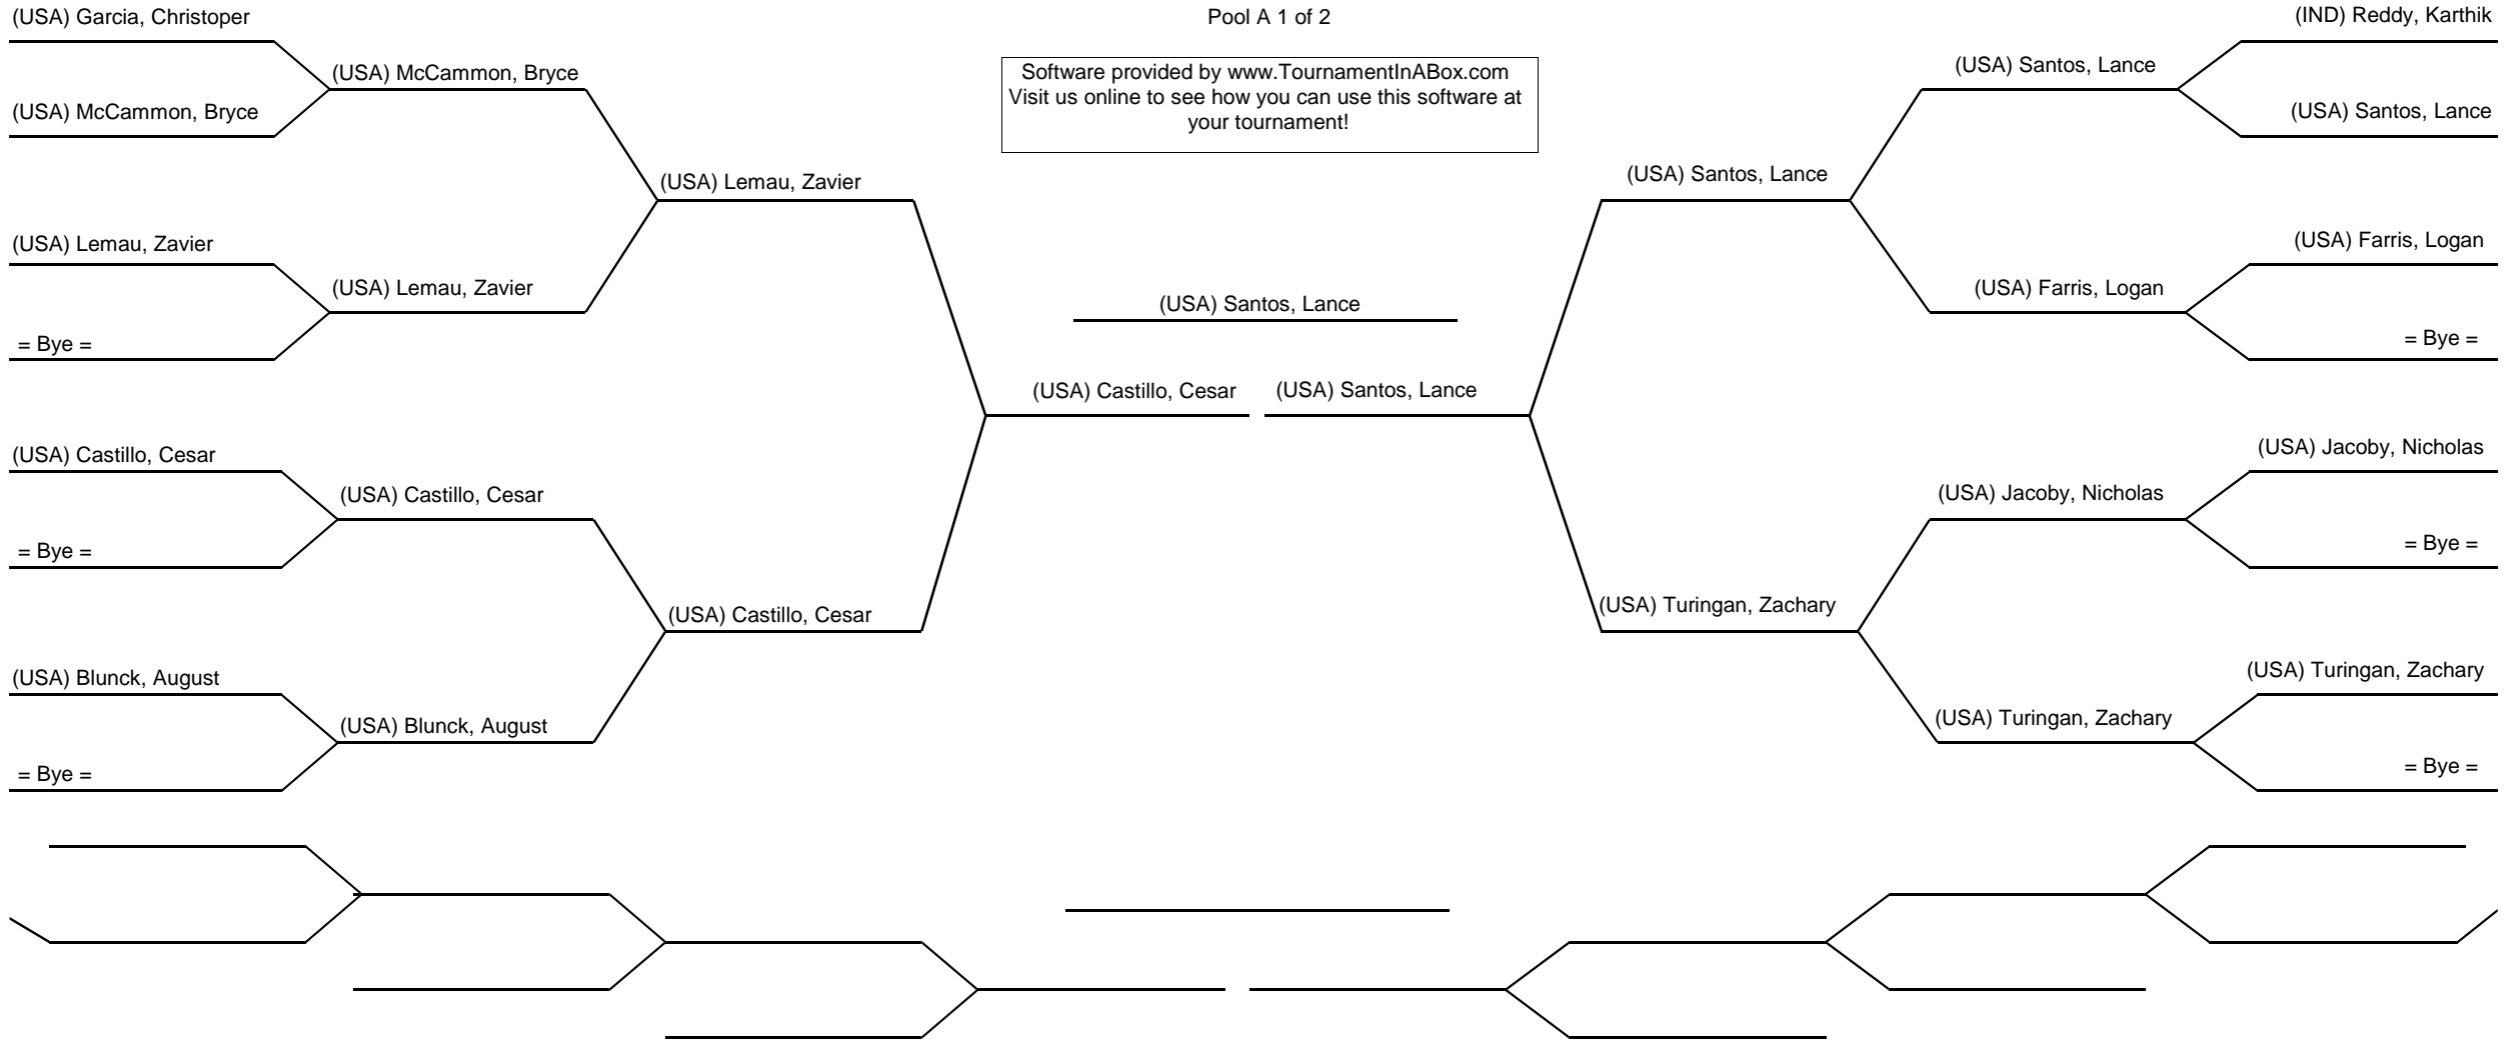 (USA) Garcia, Christoper
Pool A 1 of 2
(IND) Reddy, Karthik
(USA) McCammon, Bryce
Software provided by www.TournamentInABox.com
Visit us online to see how you can use this software at
your tournament!
(USA) Santos, Lance
(USA) McCammon, Bryce
(USA) Santos, Lance
(USA) Lemau, Zavier
(USA) Santos, Lance
(USA) Lemau, Zavier
(USA) Farris, Logan
(USA) Lemau, Zavier
(USA) Santos, Lance
(USA) Farris, Logan
= Bye =
= Bye =
(USA) Castillo, Cesar
(USA) Santos, Lance
(USA) Castillo, Cesar
(USA) Jacoby, Nicholas
(USA) Castillo, Cesar
(USA) Jacoby, Nicholas
= Bye =
= Bye =
(USA) Castillo, Cesar
(USA) Turingan, Zachary
(USA) Blunck, August
(USA) Turingan, Zachary
(USA) Blunck, August
(USA) Turingan, Zachary
= Bye =
= Bye =